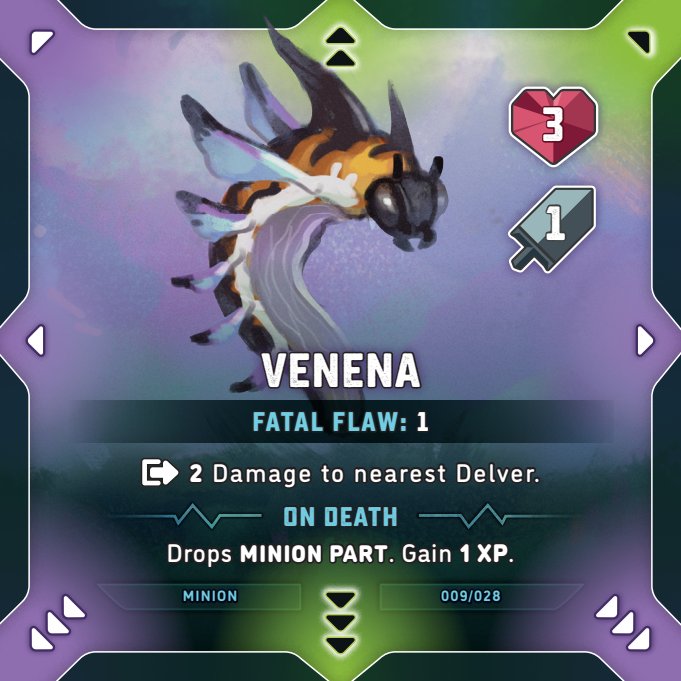 3
1
VENENA
FATAL FLAW: 1
2 Damage to nearest Delver.
ON DEATH
Drops MINION PART. Gain 1 XP.
MINION
009/028